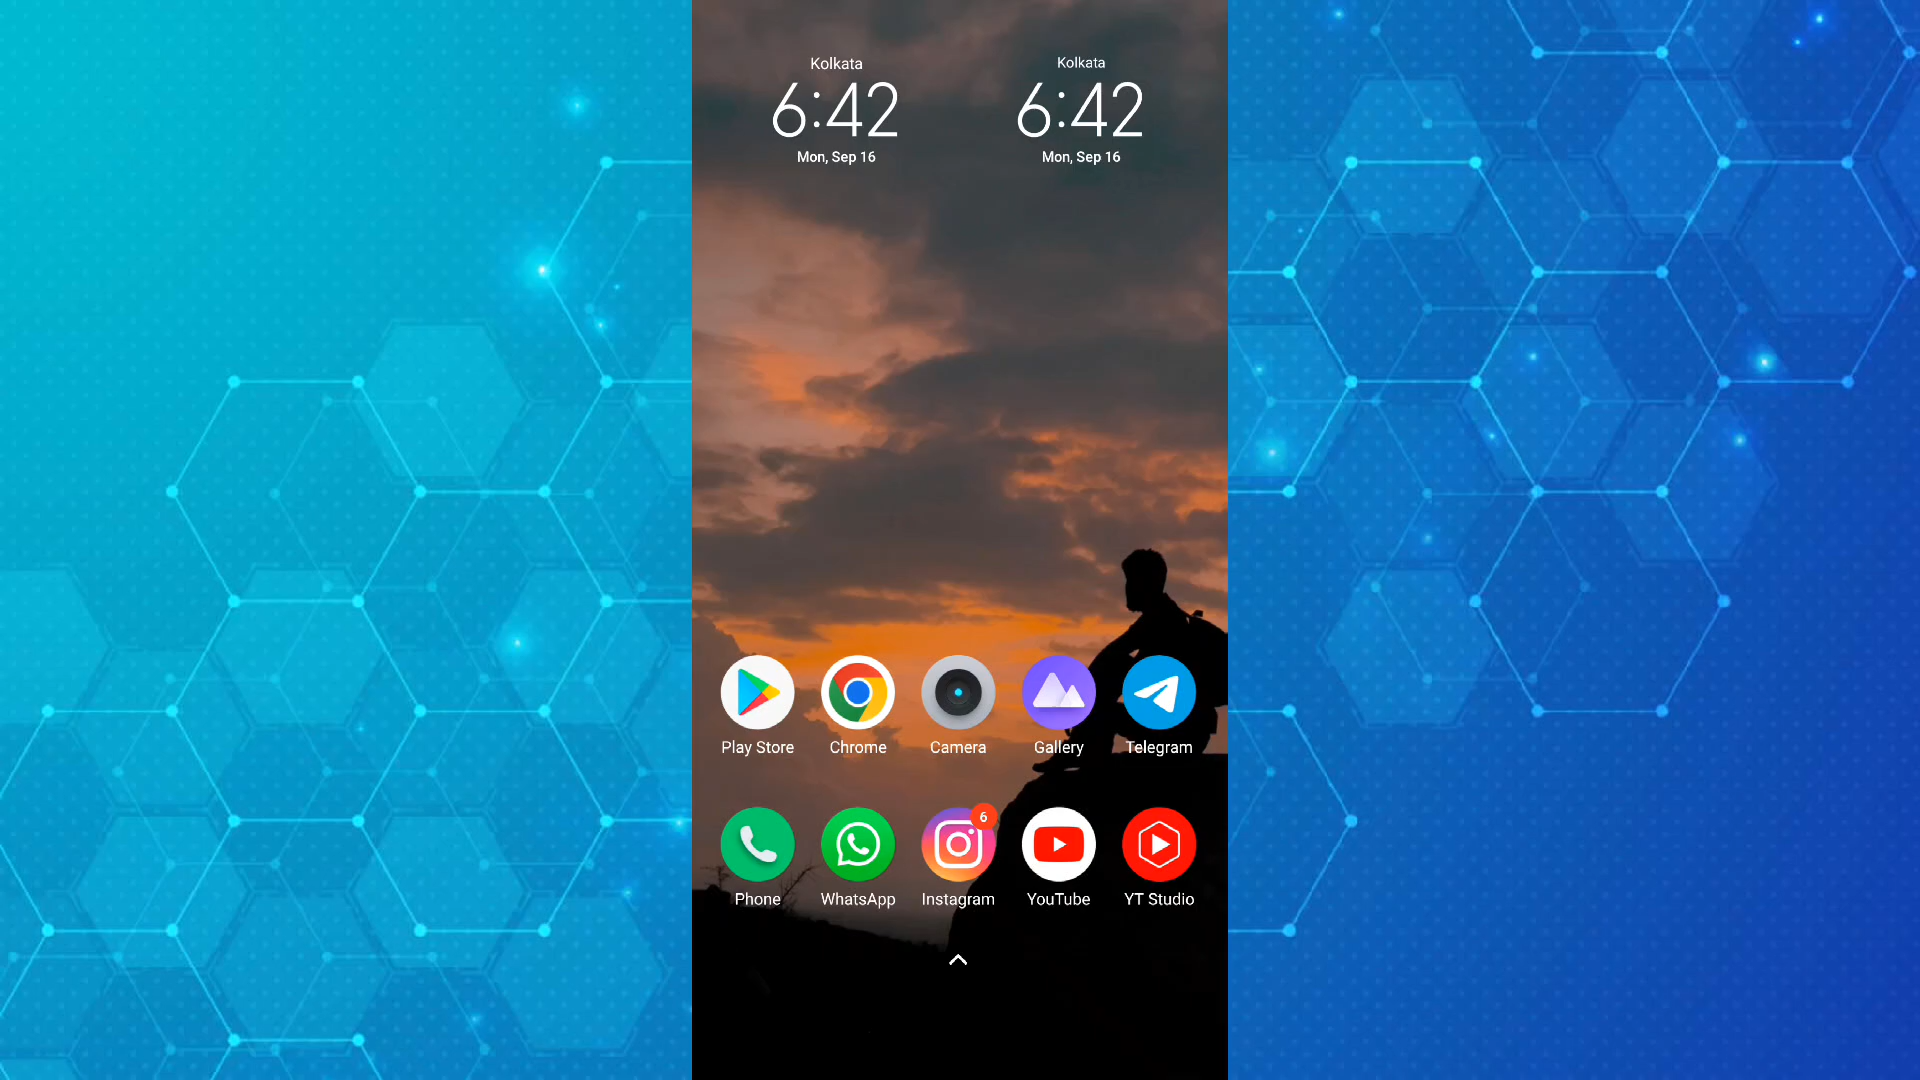 Kolkata
6:42
Mon, Sep 16
Kolkata
6:42
Mon, Sep 16
Play Store
Chrome
Camera
Gallery
Telegram
6
Phone
WhatsApp
Instagram
YouTube
YT Studio